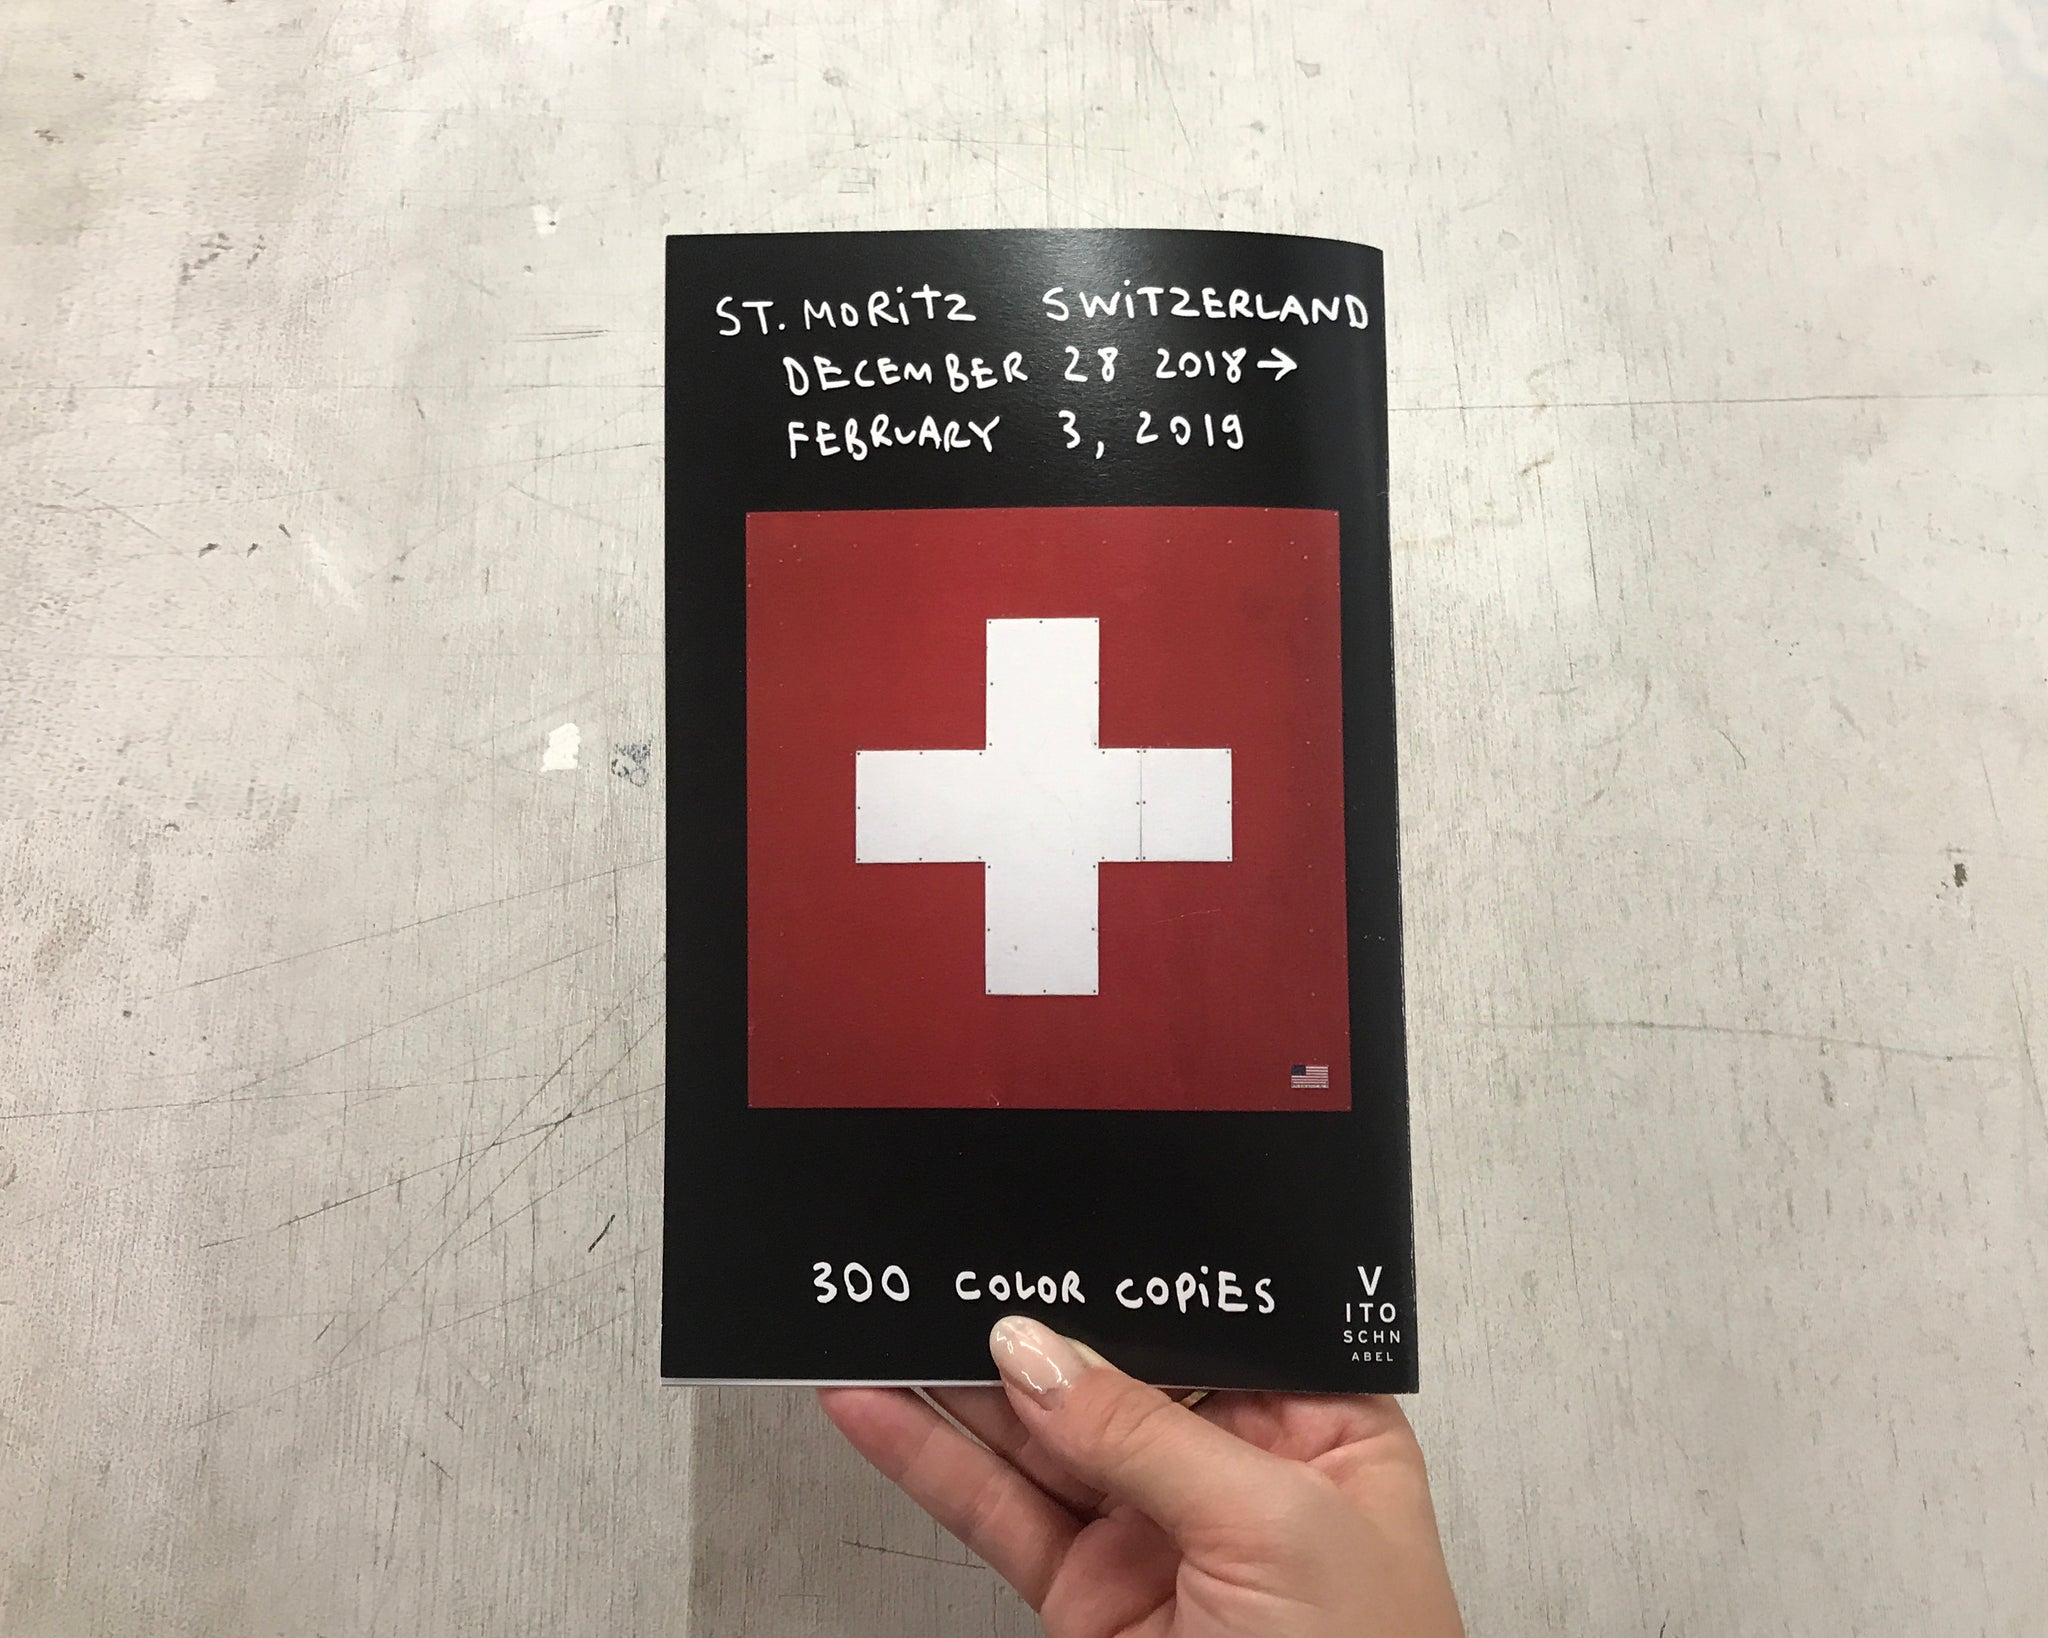 ST. MORiTZ SWiTZERLAND
DECEMBER 28 2018→
FEBRUARY 3, 2019
300 COLOR COPiES
V
ITO
SCHN
ABEL